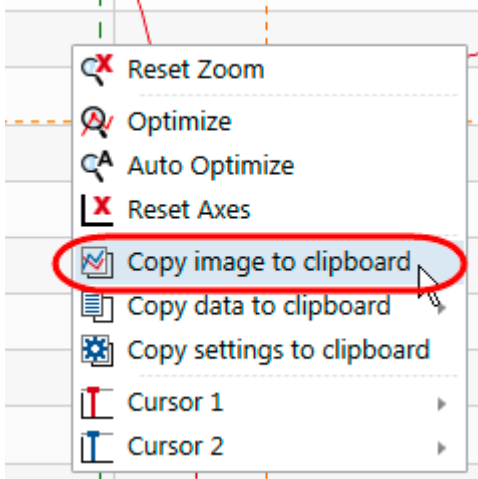 Reset Zoom
Optimize
Auto Optimize
Reset Axes
Copy image to clipboard
Copy data to clipboard
Copy settings to clipboard
Cursor 1
Cursor 2